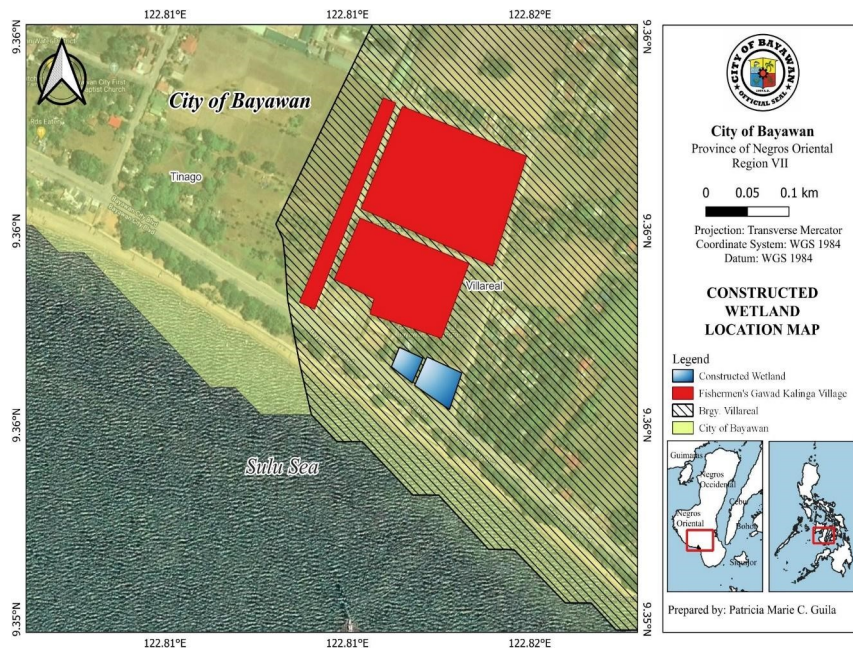 122.81°E
122.81°E
122.82°E
9.36°N
9.36°N
9.36°N
9.35°N
9.36°N
9.36°N
9.36°N
9.35°N
122.81°E
122.81°E
122.82°E
City of Bayawan
Tinago
Villareal
Sulu Sea
City First
Baptist Church
CITY OF BAYAWAN
OFFICIAL SEAL
City of Bayawan
Province of Negros Oriental
Region VII
0 0.05 0.1 km
Projection: Transverse Mercator
Coordinate System: WGS 1984
Datum: WGS 1984
CONSTRUCTED
WETLAND
LOCATION MAP
Legend
Constructed Wetland
Fishermen's Gawad Kalinga Village
Brgy. Villareal
City of Bayawan
Guimaras
Negros
Occidental
Cebu
Negros
Oriental
Bohol
Siquijor
Prepared by: Patricia Marie C. Guila